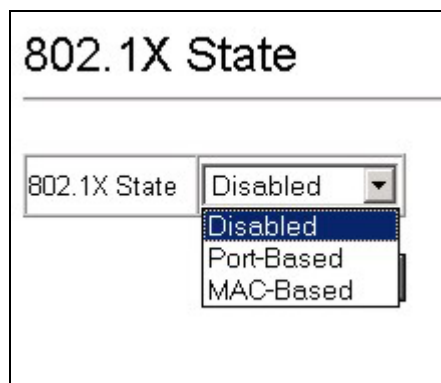 802.1X State
802.1X State Disabled
Disabled
Port-Based
MAC-Based